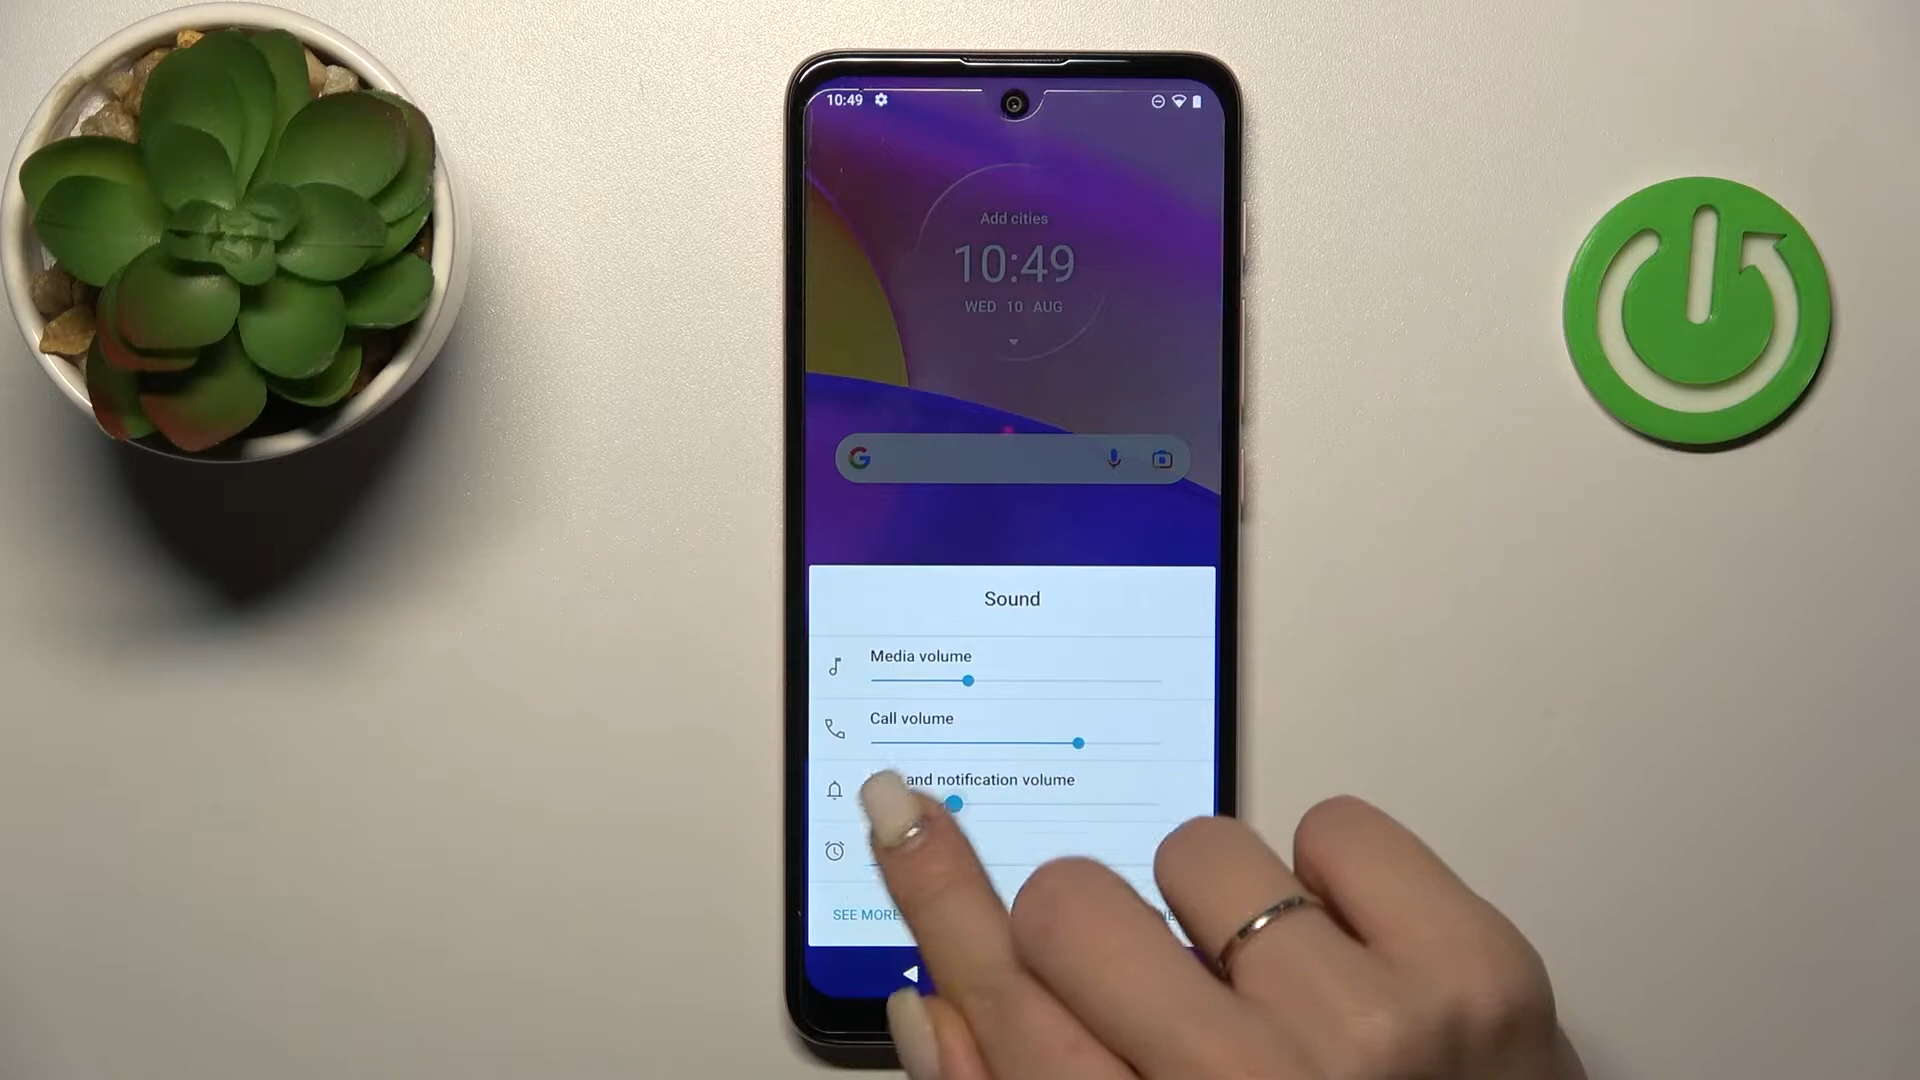 10:49
Add cities
10:49
WED 10 AUG
G
Sound
Media volume
Call volume
and notification volume
SEE MORE